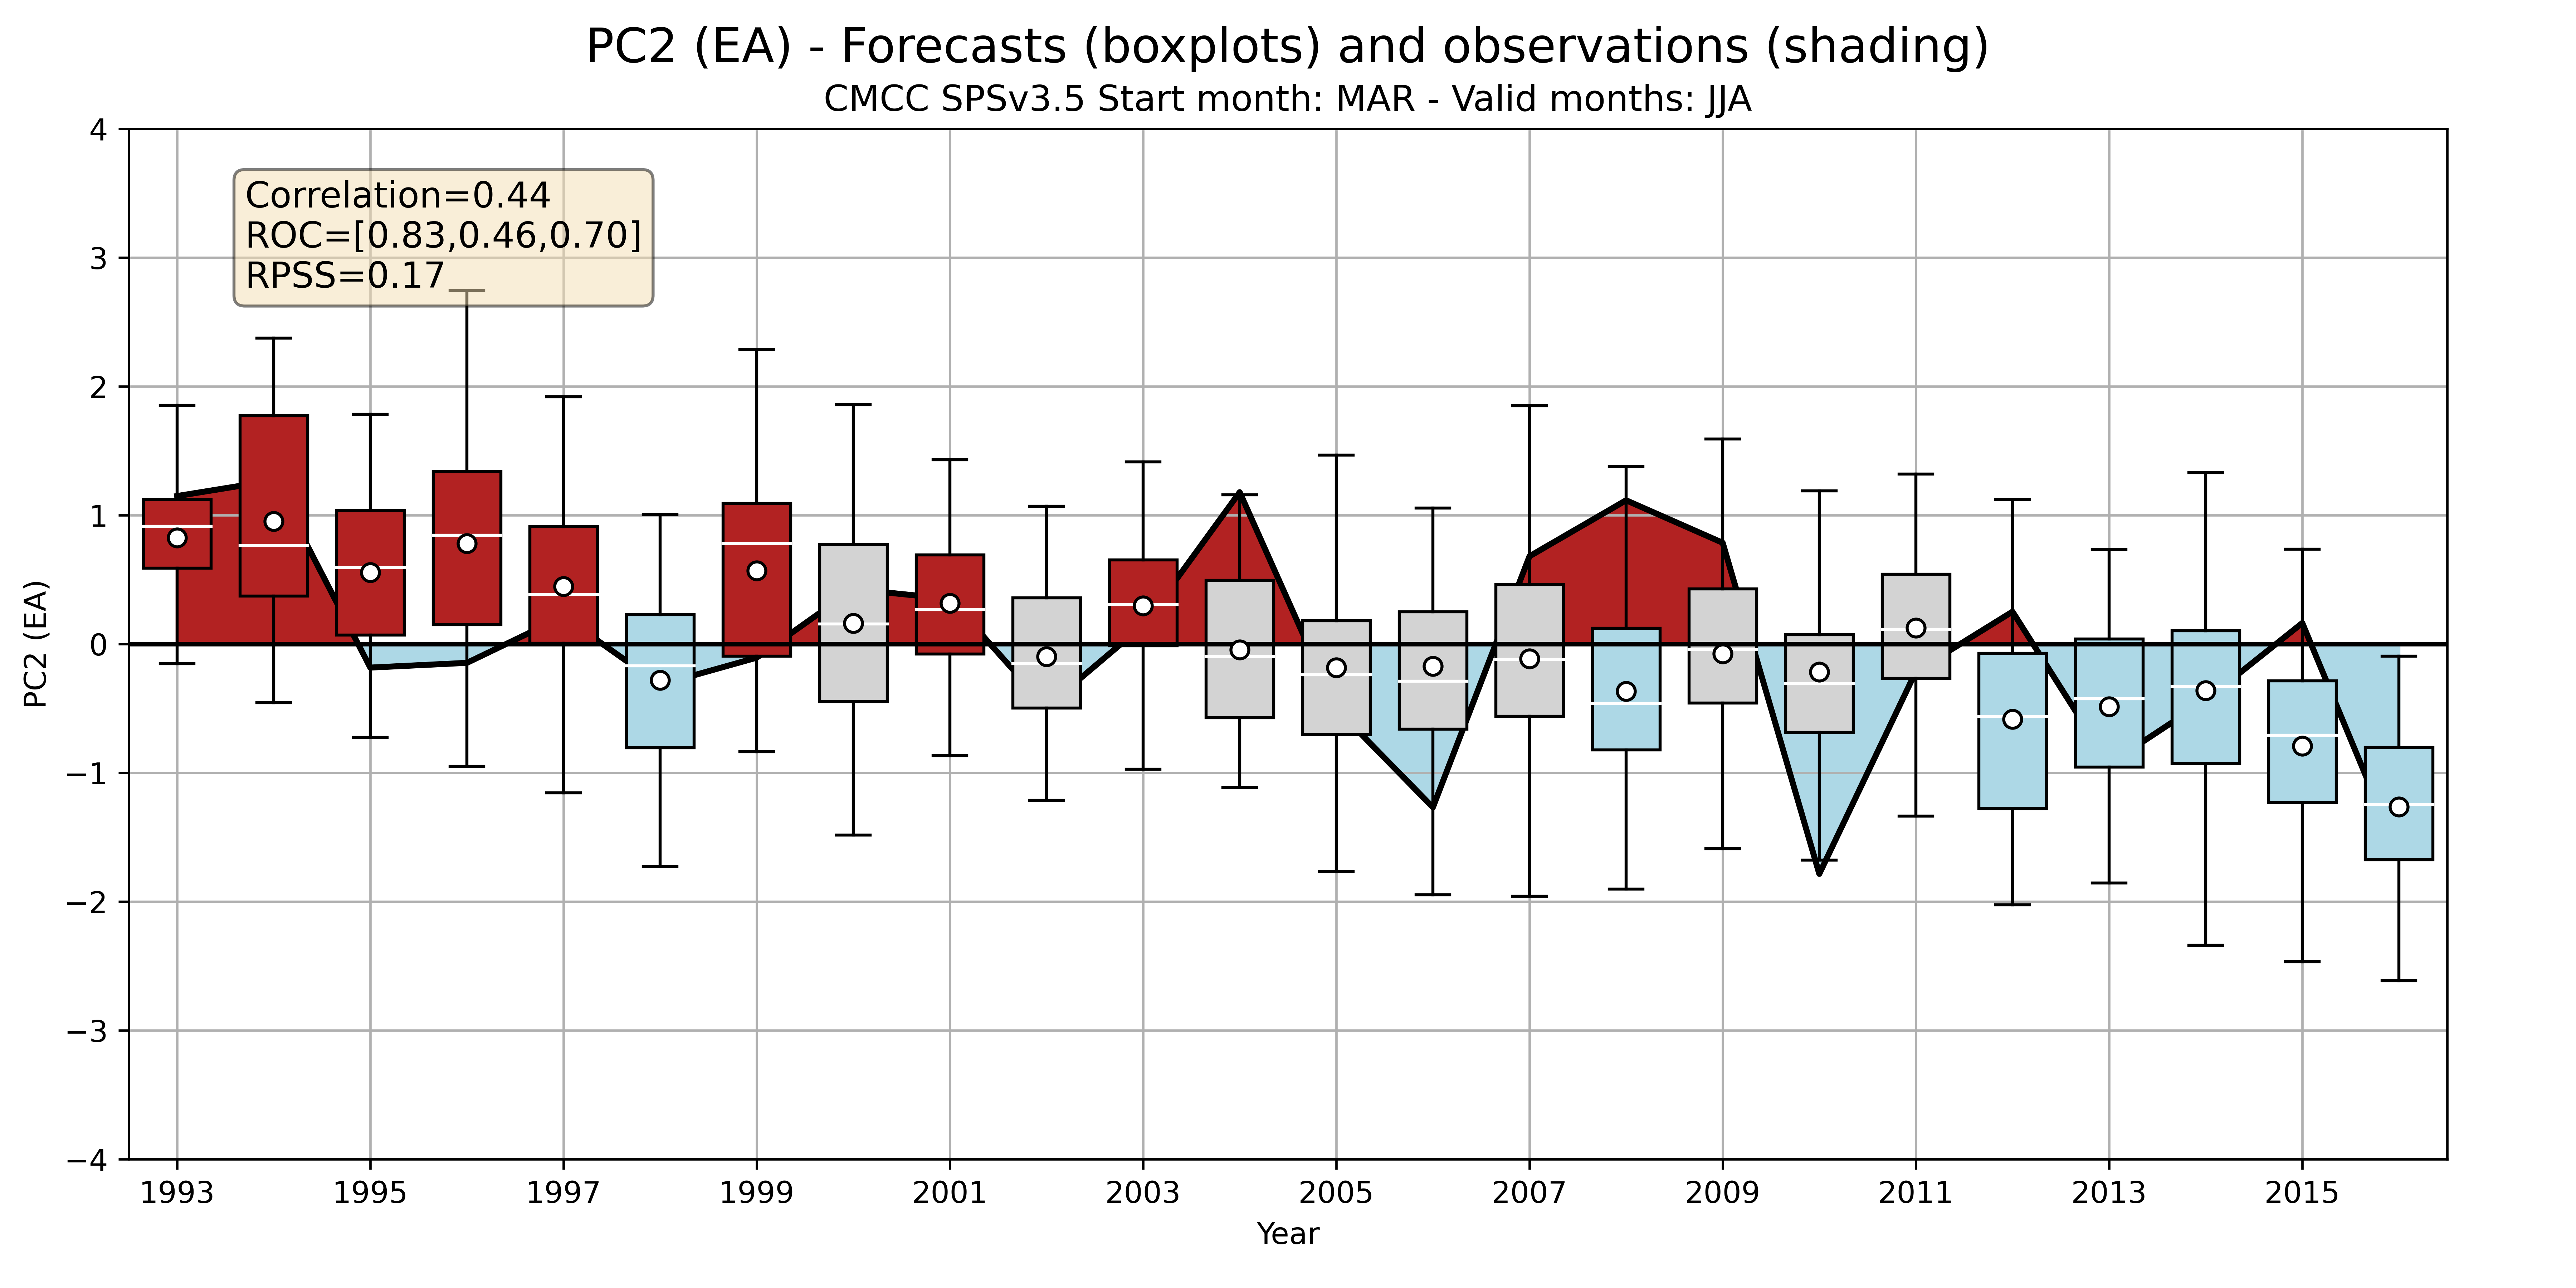 PC2 (EA) - Forecasts (boxplots) and observations (shading)
CMCC SPSv3.5 Start month: MAR - Valid months: JJA
Correlation=0.44
ROC=[0.83,0.46,0.70]
RPSS=0.17
PC2 (EA)
4
3
2
1
0
−1
−2
−3
−4
1993 1995 1997 1999 2001 2003 2005 2007 2009 2011 2013 2015
Year